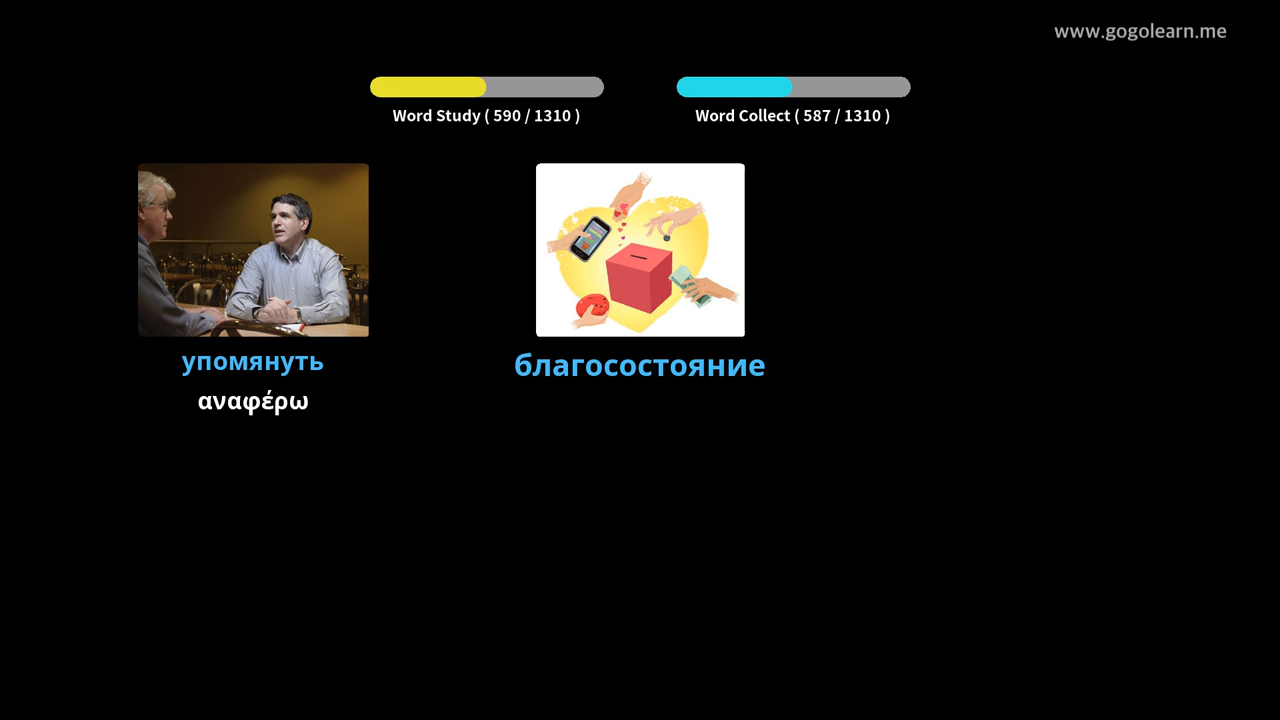 www.gogolearn.me
Word Study ( 590 / 1310 )
Word Collect ( 587 / 1310 )
упомянуть
αναφέρω
благосостояние